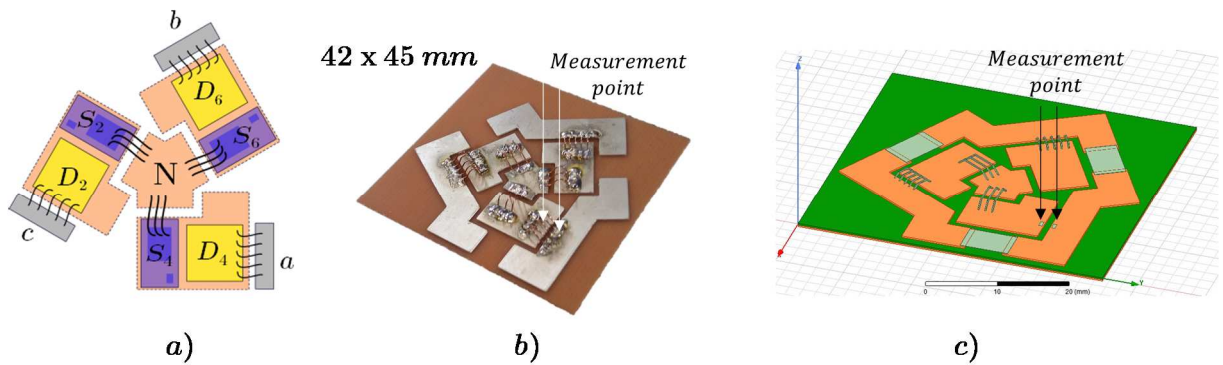 b
D6
S6
S2
D2
N
c
S4
D4
a
a)
42 x 45 mm
Measurement
point
b)
Measurement
point
z
x
Y
0
10
20 (mm)
c)